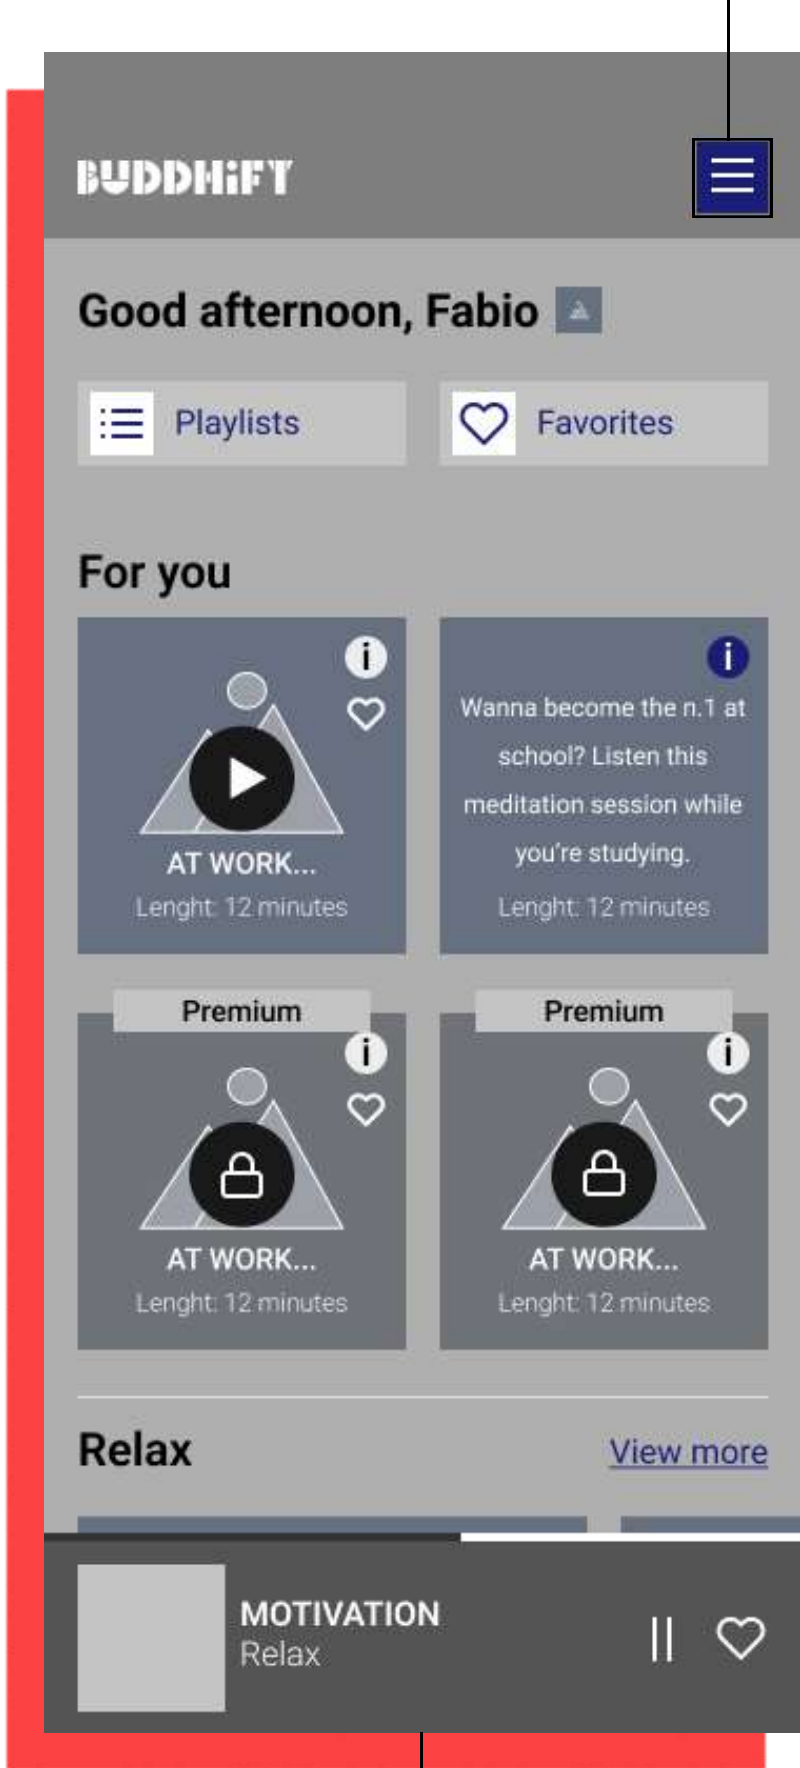 BUDDHiFY
Good afternoon, Fabio
Playlists
Favorites
For you
i
AT WORK...
Lenght: 12 minutes
i
Wanna become the n.1 at
school? Listen this
meditation session while
you're studying.
Lenght: 12 minutes
Premium
i
AT WORK...
Lenght: 12 minutes
Premium
i
AT WORK...
Lenght: 12 minutes
Relax
View more
MOTIVATION
Relax